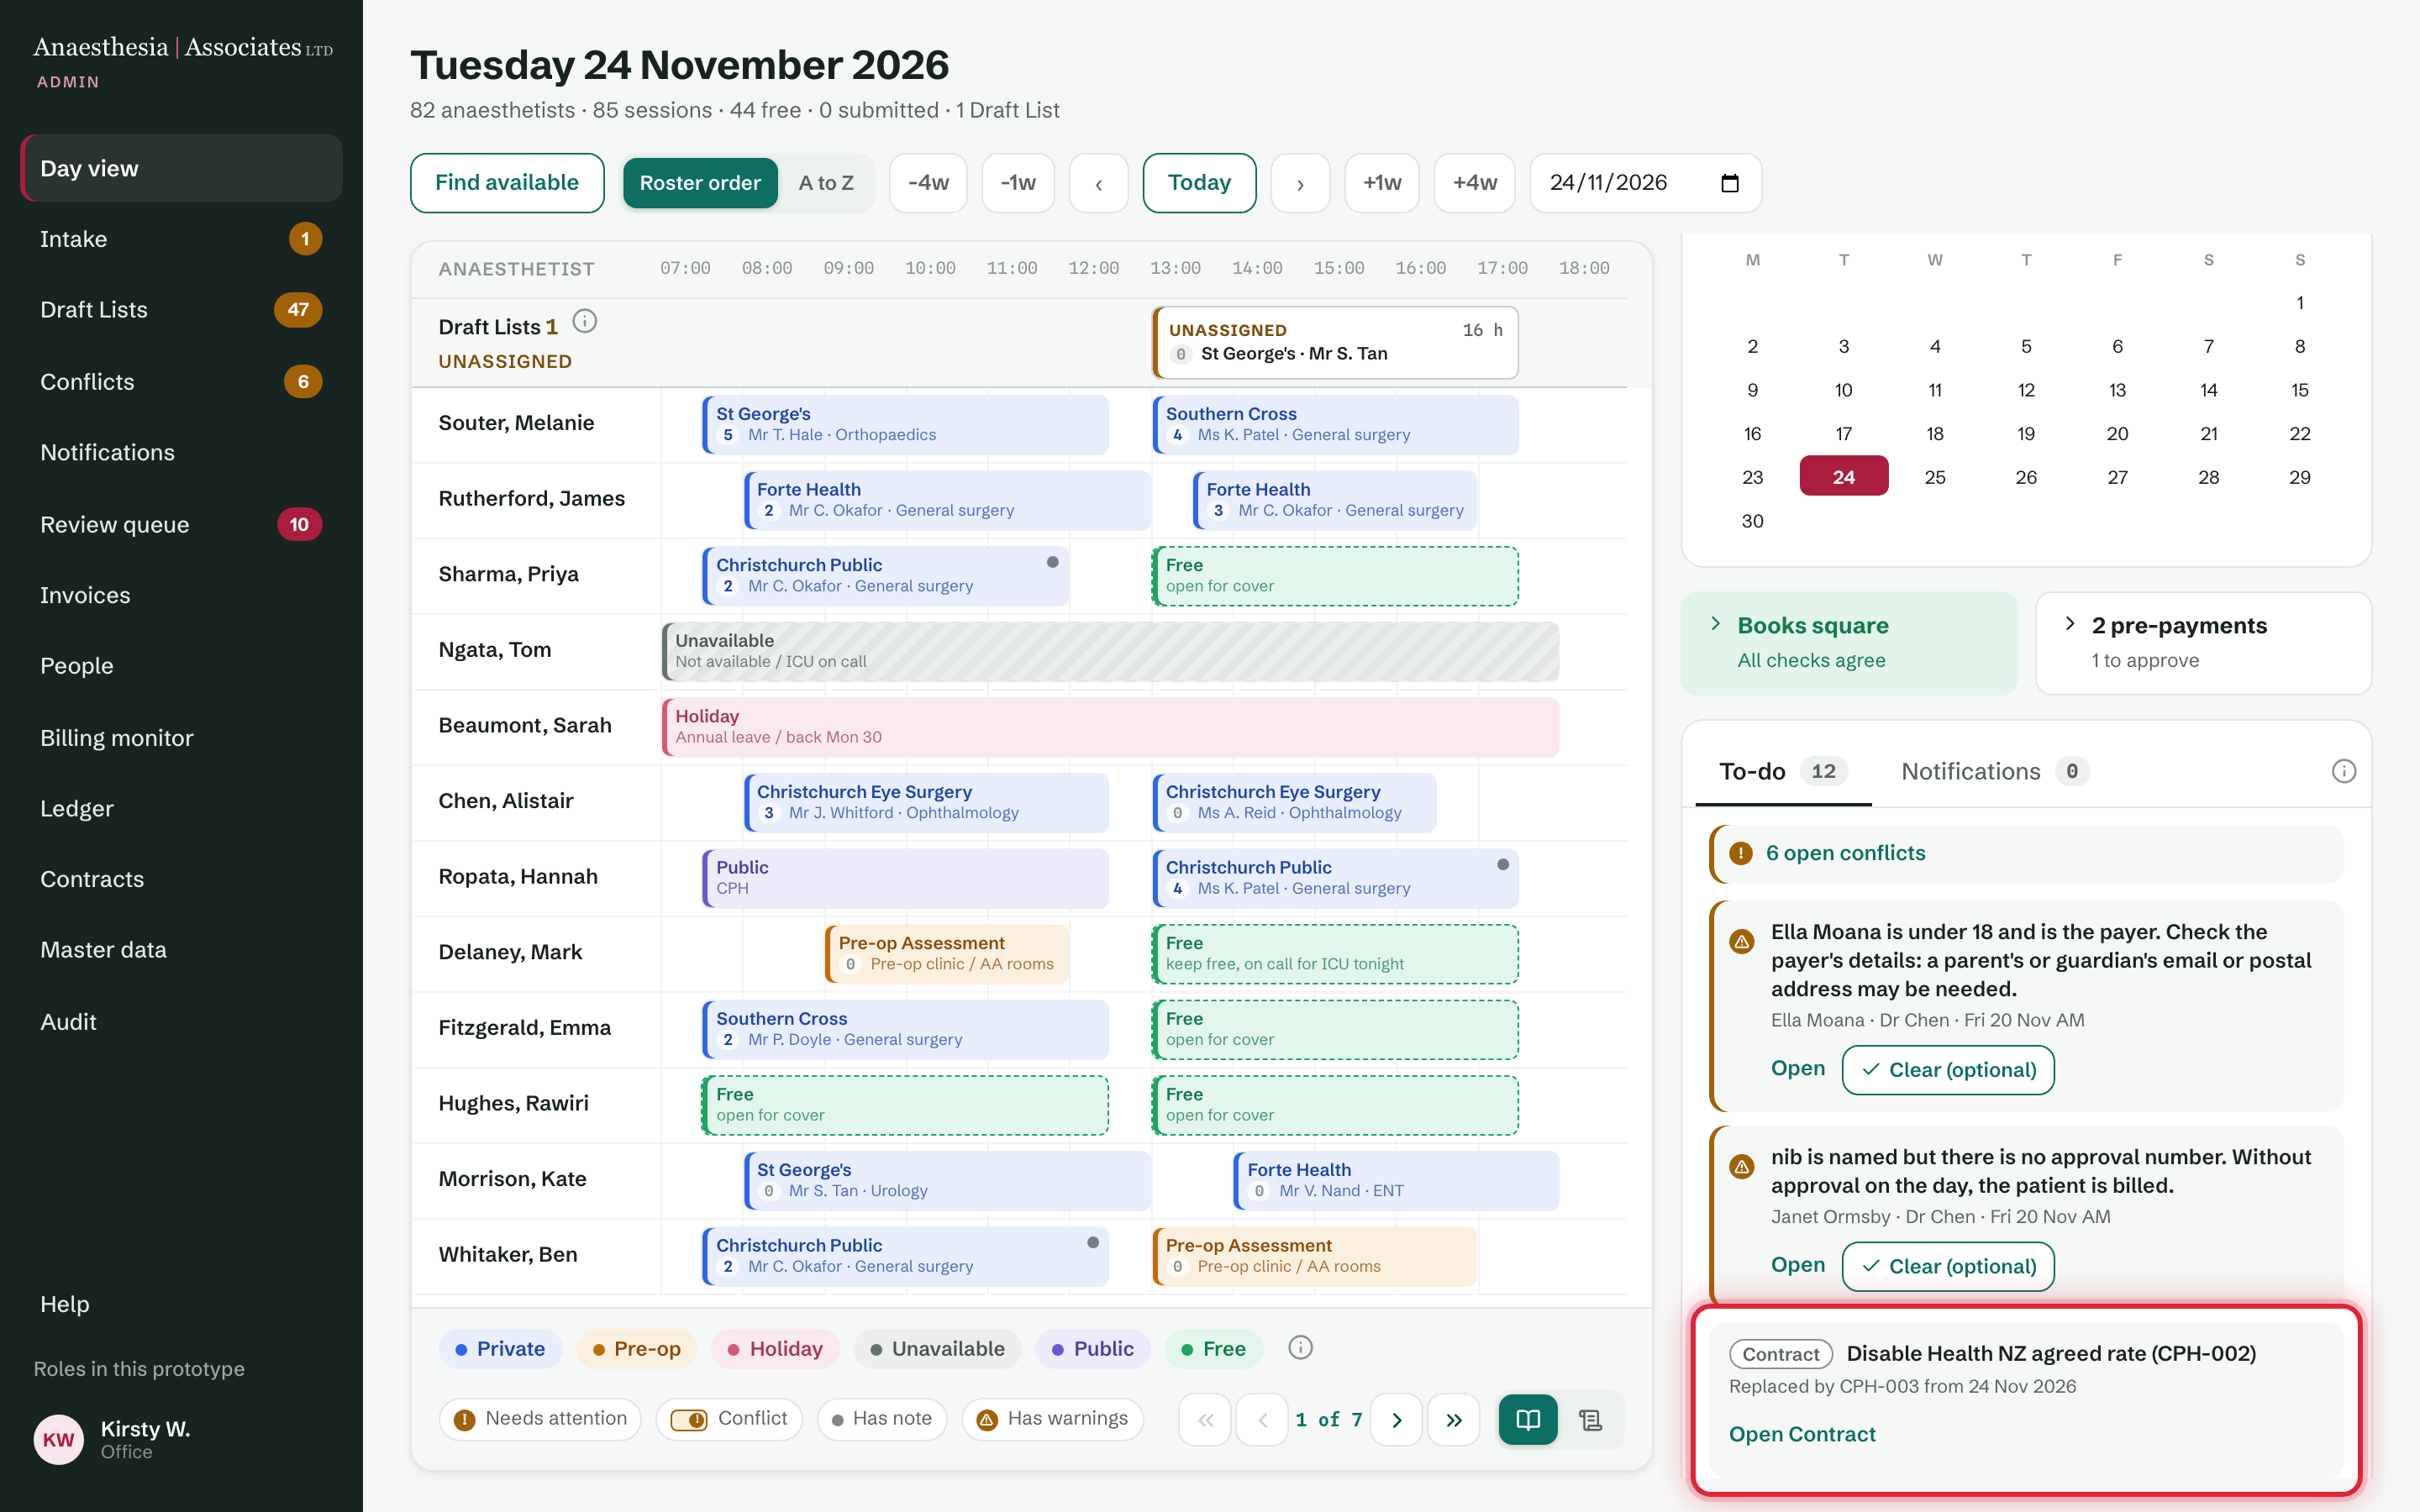 Anaesthesia | Associates LTD
ADMIN
Day view
Intake 1
Draft Lists 47
Conflicts 6
Notifications
Review queue 10
Invoices
People
Billing monitor
Ledger
Contracts
Master data
Audit
Help
Roles in this prototype
KW Kirsty W.
Office
Tuesday 24 November 2026
82 anaesthetists · 85 sessions · 44 free · 0 submitted · 1 Draft List
Find available Roster order A to Z -4w -1w ‹ Today › +1w +4w 24/11/2026
ANAESTHETIST 07:00 08:00 09:00 10:00 11:00 12:00 13:00 14:00 15:00 16:00 17:00 18:00
Draft Lists 1
UNASSIGNED
UNASSIGNED 16 h
0 St George's · Mr S. Tan
Souter, Melanie
St George's
5 Mr T. Hale · Orthopaedics
Southern Cross
4 Ms K. Patel · General surgery
Rutherford, James
Forte Health
2 Mr C. Okafor · General surgery
Forte Health
3 Mr C. Okafor · General surgery
Sharma, Priya
Christchurch Public
2 Mr C. Okafor · General surgery
Free
open for cover
Ngata, Tom
Unavailable
Not available / ICU on call
Beaumont, Sarah
Holiday
Annual leave / back Mon 30
Chen, Alistair
Christchurch Eye Surgery
3 Mr J. Whitford · Ophthalmology
Christchurch Eye Surgery
0 Ms A. Reid · Ophthalmology
Ropata, Hannah
Public
CPH
Christchurch Public
4 Ms K. Patel · General surgery
Delaney, Mark
Pre-op Assessment
0 Pre-op clinic / AA rooms
Free
keep free, on call for ICU tonight
Fitzgerald, Emma
Southern Cross
2 Mr P. Doyle · General surgery
Free
open for cover
Hughes, Rawiri
Free
open for cover
Free
open for cover
Morrison, Kate
St George's
0 Mr S. Tan · Urology
Forte Health
0 Mr V. Nand · ENT
Whitaker, Ben
Christchurch Public
2 Mr C. Okafor · General surgery
Pre-op Assessment
0 Pre-op clinic / AA rooms
Private Pre-op Holiday Unavailable Public Free
Needs attention Conflict Has note Has warnings « ‹ 1 of 7 › »
M T W T F S S
1
2 3 4 5 6 7 8
9 10 11 12 13 14 15
16 17 18 19 20 21 22
23 24 25 26 27 28 29
30
Books square
All checks agree
2 pre-payments
1 to approve
To-do 12 Notifications 0
6 open conflicts
Ella Moana is under 18 and is the payer. Check the
payer's details: a parent's or guardian's email or postal
address may be needed.
Ella Moana · Dr Chen · Fri 20 Nov AM
Open ✓ Clear (optional)
nib is named but there is no approval number. Without
approval on the day, the patient is billed.
Janet Ormsby · Dr Chen · Fri 20 Nov AM
Open ✓ Clear (optional)
Contract Disable Health NZ agreed rate (CPH-002)
Replaced by CPH-003 from 24 Nov 2026
Open Contract